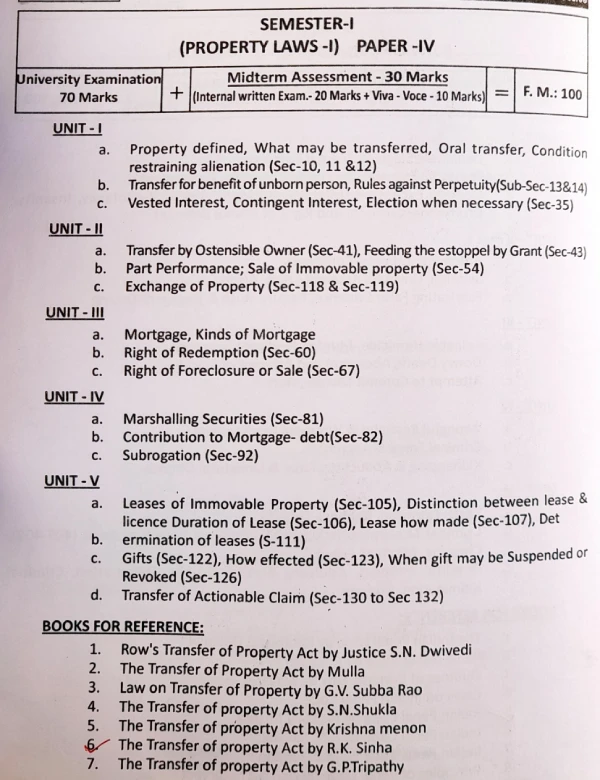 SEMESTER-I
(PROPERTY LAWS -I) PAPER -IV
University Examination
70 Marks
+
Midterm Assessment - 30 Marks
(Internal written Exam.- 20 Marks + Viva - Voce - 10 Marks)
=
F. M.: 100
UNIT - I
a. Property defined, What may be transferred, Oral transfer, Condition
restraining alienation (Sec-10, 11 &12)
b. Transfer for benefit of unborn person, Rules against Perpetuity(Sub-Sec-13&14)
c. Vested Interest, Contingent Interest, Election when necessary (Sec-35)
UNIT - II
a. Transfer by Ostensible Owner (Sec-41), Feeding the estoppel by Grant (Sec-43)
b. Part Performance; Sale of Immovable property (Sec-54)
c. Exchange of Property (Sec-118 & Sec-119)
UNIT - III
a. Mortgage, Kinds of Mortgage
b. Right of Redemption (Sec-60)
c. Right of Foreclosure or Sale (Sec-67)
UNIT - IV
a. Marshalling Securities (Sec-81)
b. Contribution to Mortgage- debt(Sec-82)
c. Subrogation (Sec-92)
UNIT - V
a. Leases of Immovable Property (Sec-105), Distinction between lease &
licence Duration of Lease (Sec-106), Lease how made (Sec-107), Det
b. ermination of leases (S-111)
c. Gifts (Sec-122), How effected (Sec-123), When gift may be Suspended or
Revoked (Sec-126)
d. Transfer of Actionable Claim (Sec-130 to Sec 132)
BOOKS FOR REFERENCE:
1. Row's Transfer of Property Act by Justice S.N. Dwivedi
2. The Transfer of Property Act by Mulla
3. Law on Transfer of Property by G.V. Subba Rao
4. The Transfer of property Act by S.N.Shukla
5. The Transfer of property Act by Krishna menon
6. The Transfer of property Act by R.K. Sinha
7. The Transfer of property Act by G.P.Tripathy